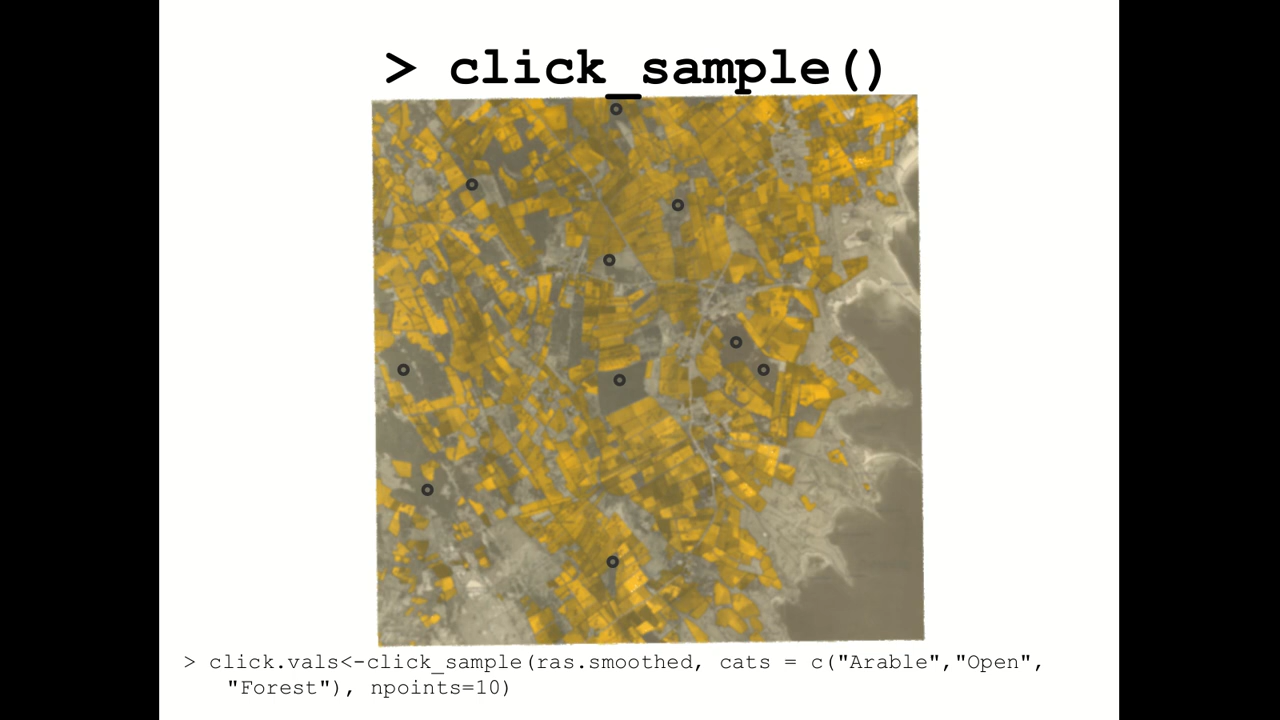 > click_sample()
> click.vals<-click_sample(ras.smoothed, cats = c("Arable","Open",
"Forest"), npoints=10)